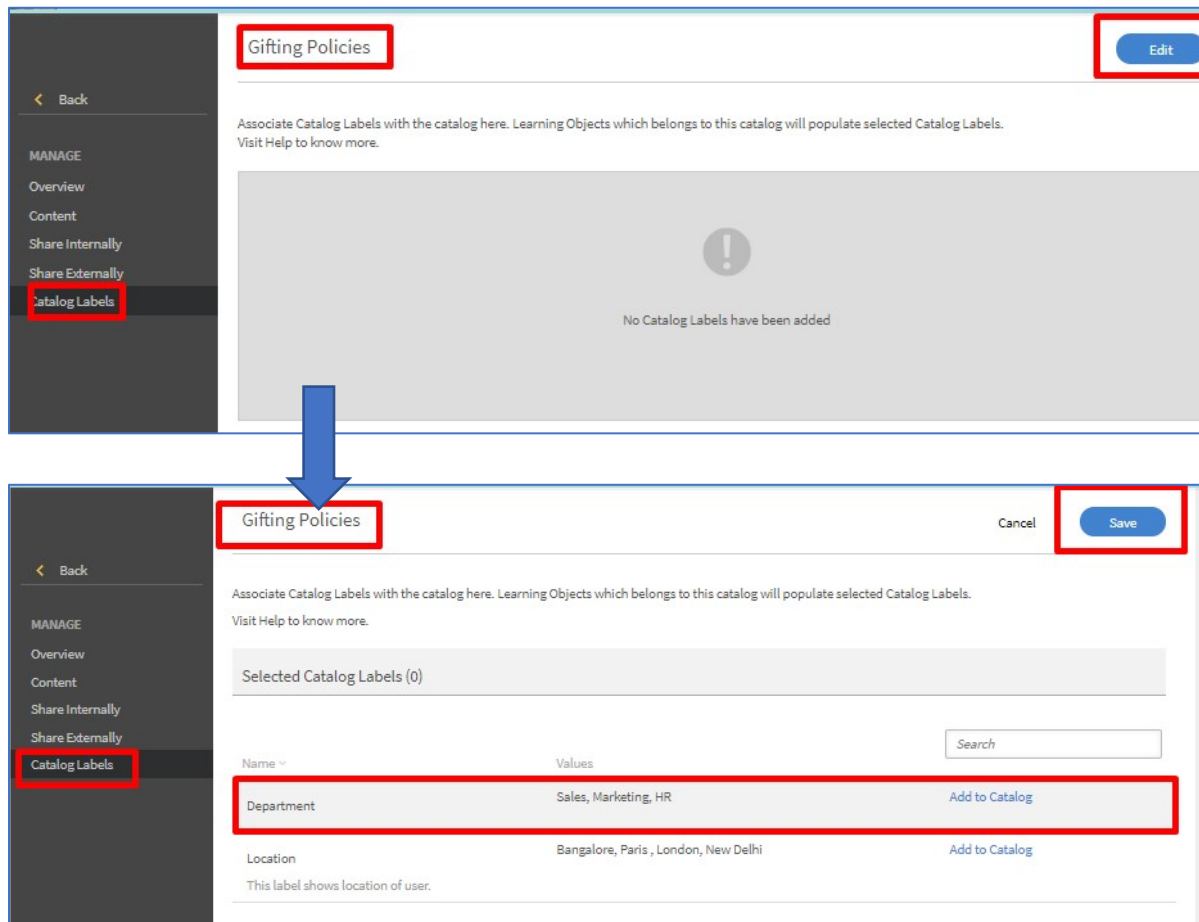 Gifting Policies
Edit
Back
Associate Catalog Labels with the catalog here. Learning Objects which belongs to this catalog will populate selected Catalog Labels.
Visit Help to know more.
MANAGE
Overview
Content
Share Internally
Share Externally
Catalog Labels
No Catalog Labels have been added
Gifting Policies
Cancel
Save
Back
Associate Catalog Labels with the catalog here. Learning Objects which belongs to this catalog will populate selected Catalog Labels.
Visit Help to know more.
MANAGE
Overview
Content
Share Internally
Share Externally
Catalog Labels
Selected Catalog Labels (0)
Search
Name
Values
Department
Sales, Marketing, HR
Add to Catalog
Location
Bangalore, Paris , London, New Delhi
Add to Catalog
This label shows location of user.